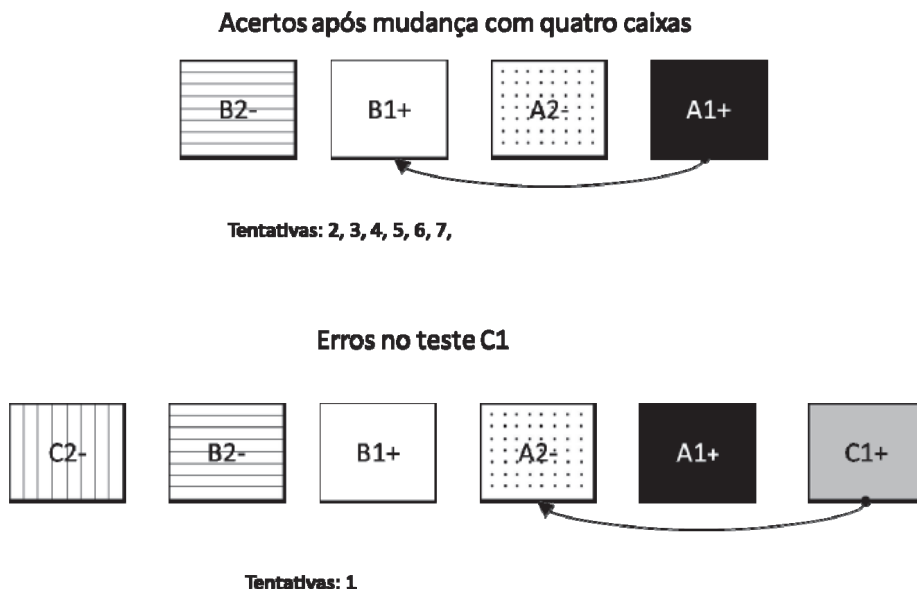 Acertos após mudança com quatro caixas
B2- B1+ A2- A1+
Tentativas: 2, 3, 4, 5, 6, 7,
Erros no teste C1
C2- B2- B1+ A2- A1+ C1+
Tentativas: 1